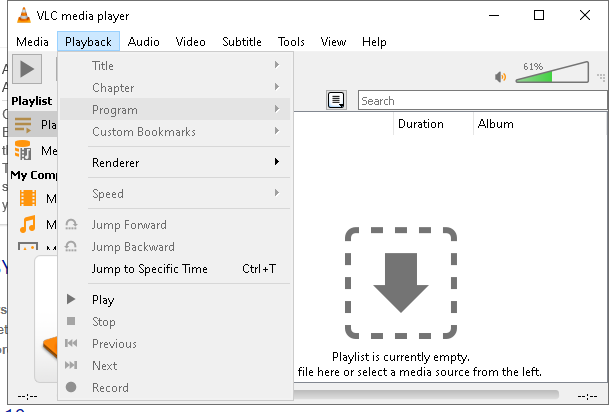 VLC media player
Media Playback Audio Video Subtitle Tools View Help
61%
Title
Chapter
Program
Custom Bookmarks
Renderer
Speed
Jump Forward
Jump Backward
Jump to Specific Time Ctrl+T
Play
Stop
Previous
Next
Record
Playlist
Pla
Me
My Comp
M
M
M
Search
Duration Album
Playlist is currently empty.
file here or select a media source from the left.
--:-- --:--